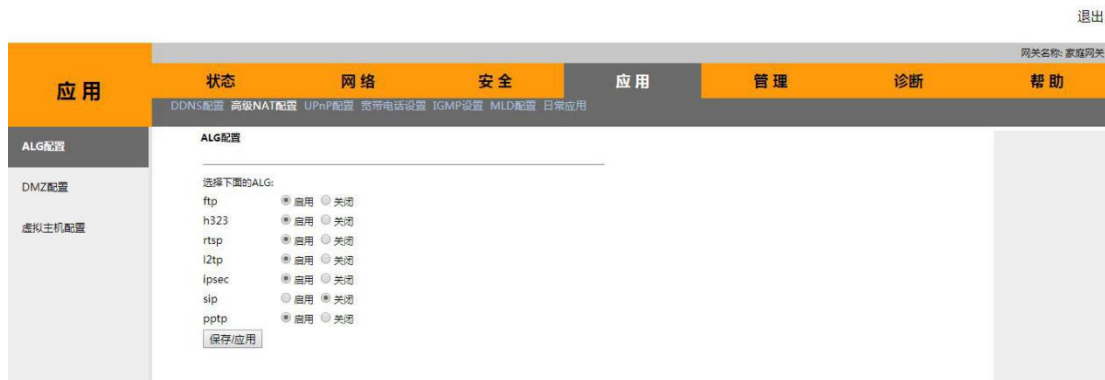 退出
网关名称: 家庭网关
应 用
状态 网 络 安 全 应 用 管 理 诊断 帮 助
DDNS配置 高级NAT配置 UPnP配置 宽带电话设置 IGMP设置 MLD配置 日常应用
ALG配置
DMZ配置
虚拟主机配置
ALG配置
选择下面的ALG:
ftp 启用 关闭
h323 启用 关闭
rtsp 启用 关闭
l2tp 启用 关闭
ipsec 启用 关闭
sip 启用 关闭
pptp 启用 关闭
保存/应用